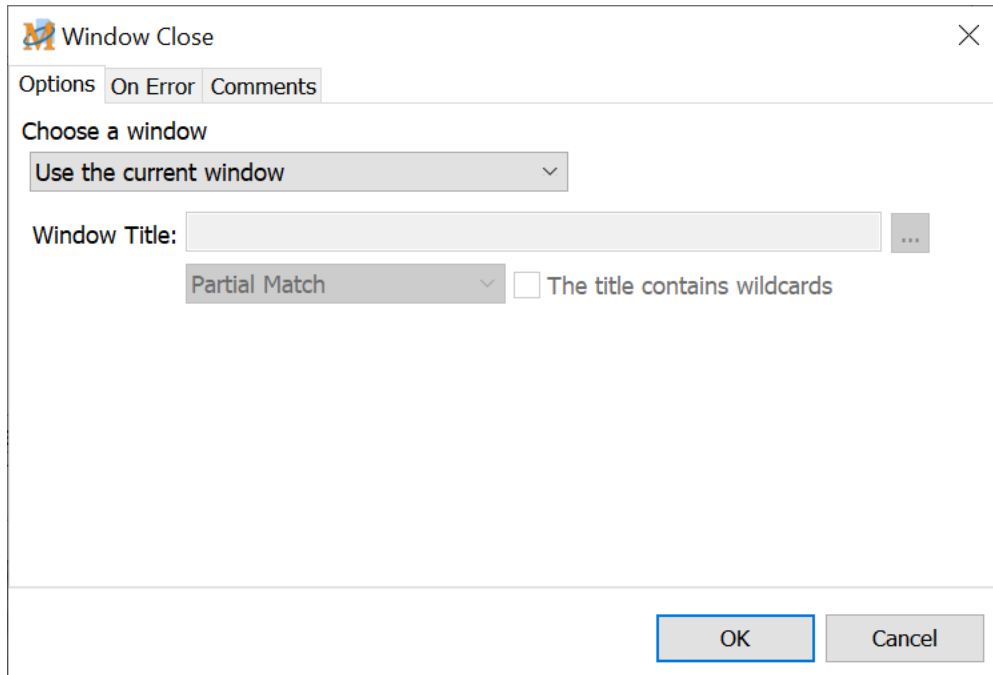 Window Close
Options On Error Comments
Choose a window
Use the current window
Window Title:
...
Partial Match The title contains wildcards
OK Cancel